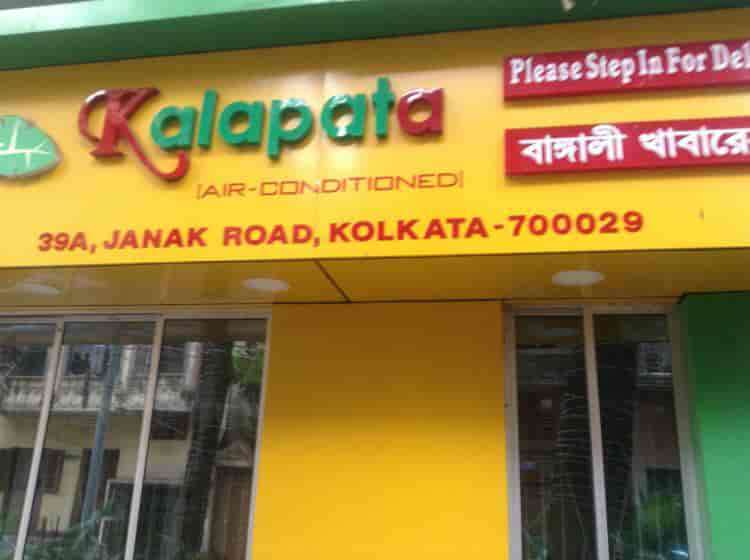 Kalapata
[AIR-CONDITIONED]
39A, JANAK ROAD, KOLKATA-700029
Please Step In For
বাঙ্গালী খাবারে